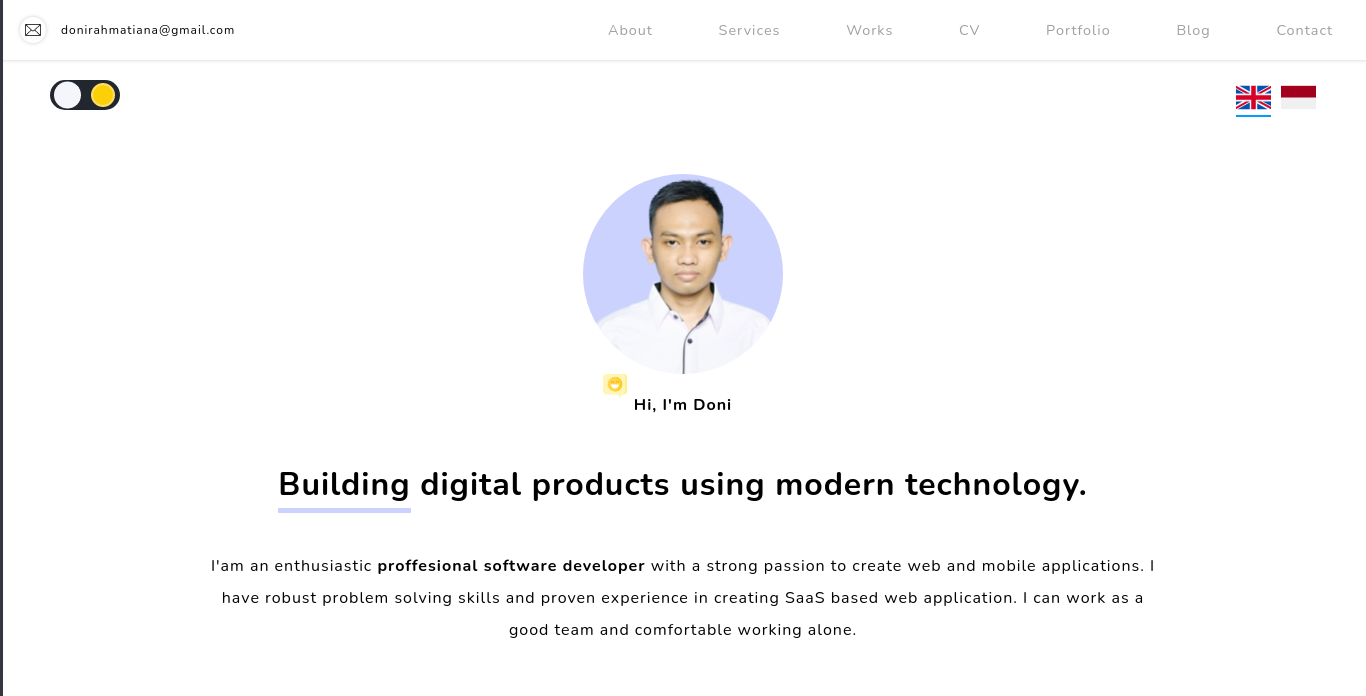 donirahmatiana@gmail.com About Services Works CV Portfolio Blog Contact
Hi, I'm Doni
Building digital products using modern technology.
I'am an enthusiastic proffesional software developer with a strong passion to create web and mobile applications. I
have robust problem solving skills and proven experience in creating SaaS based web application. I can work as a
good team and comfortable working alone.